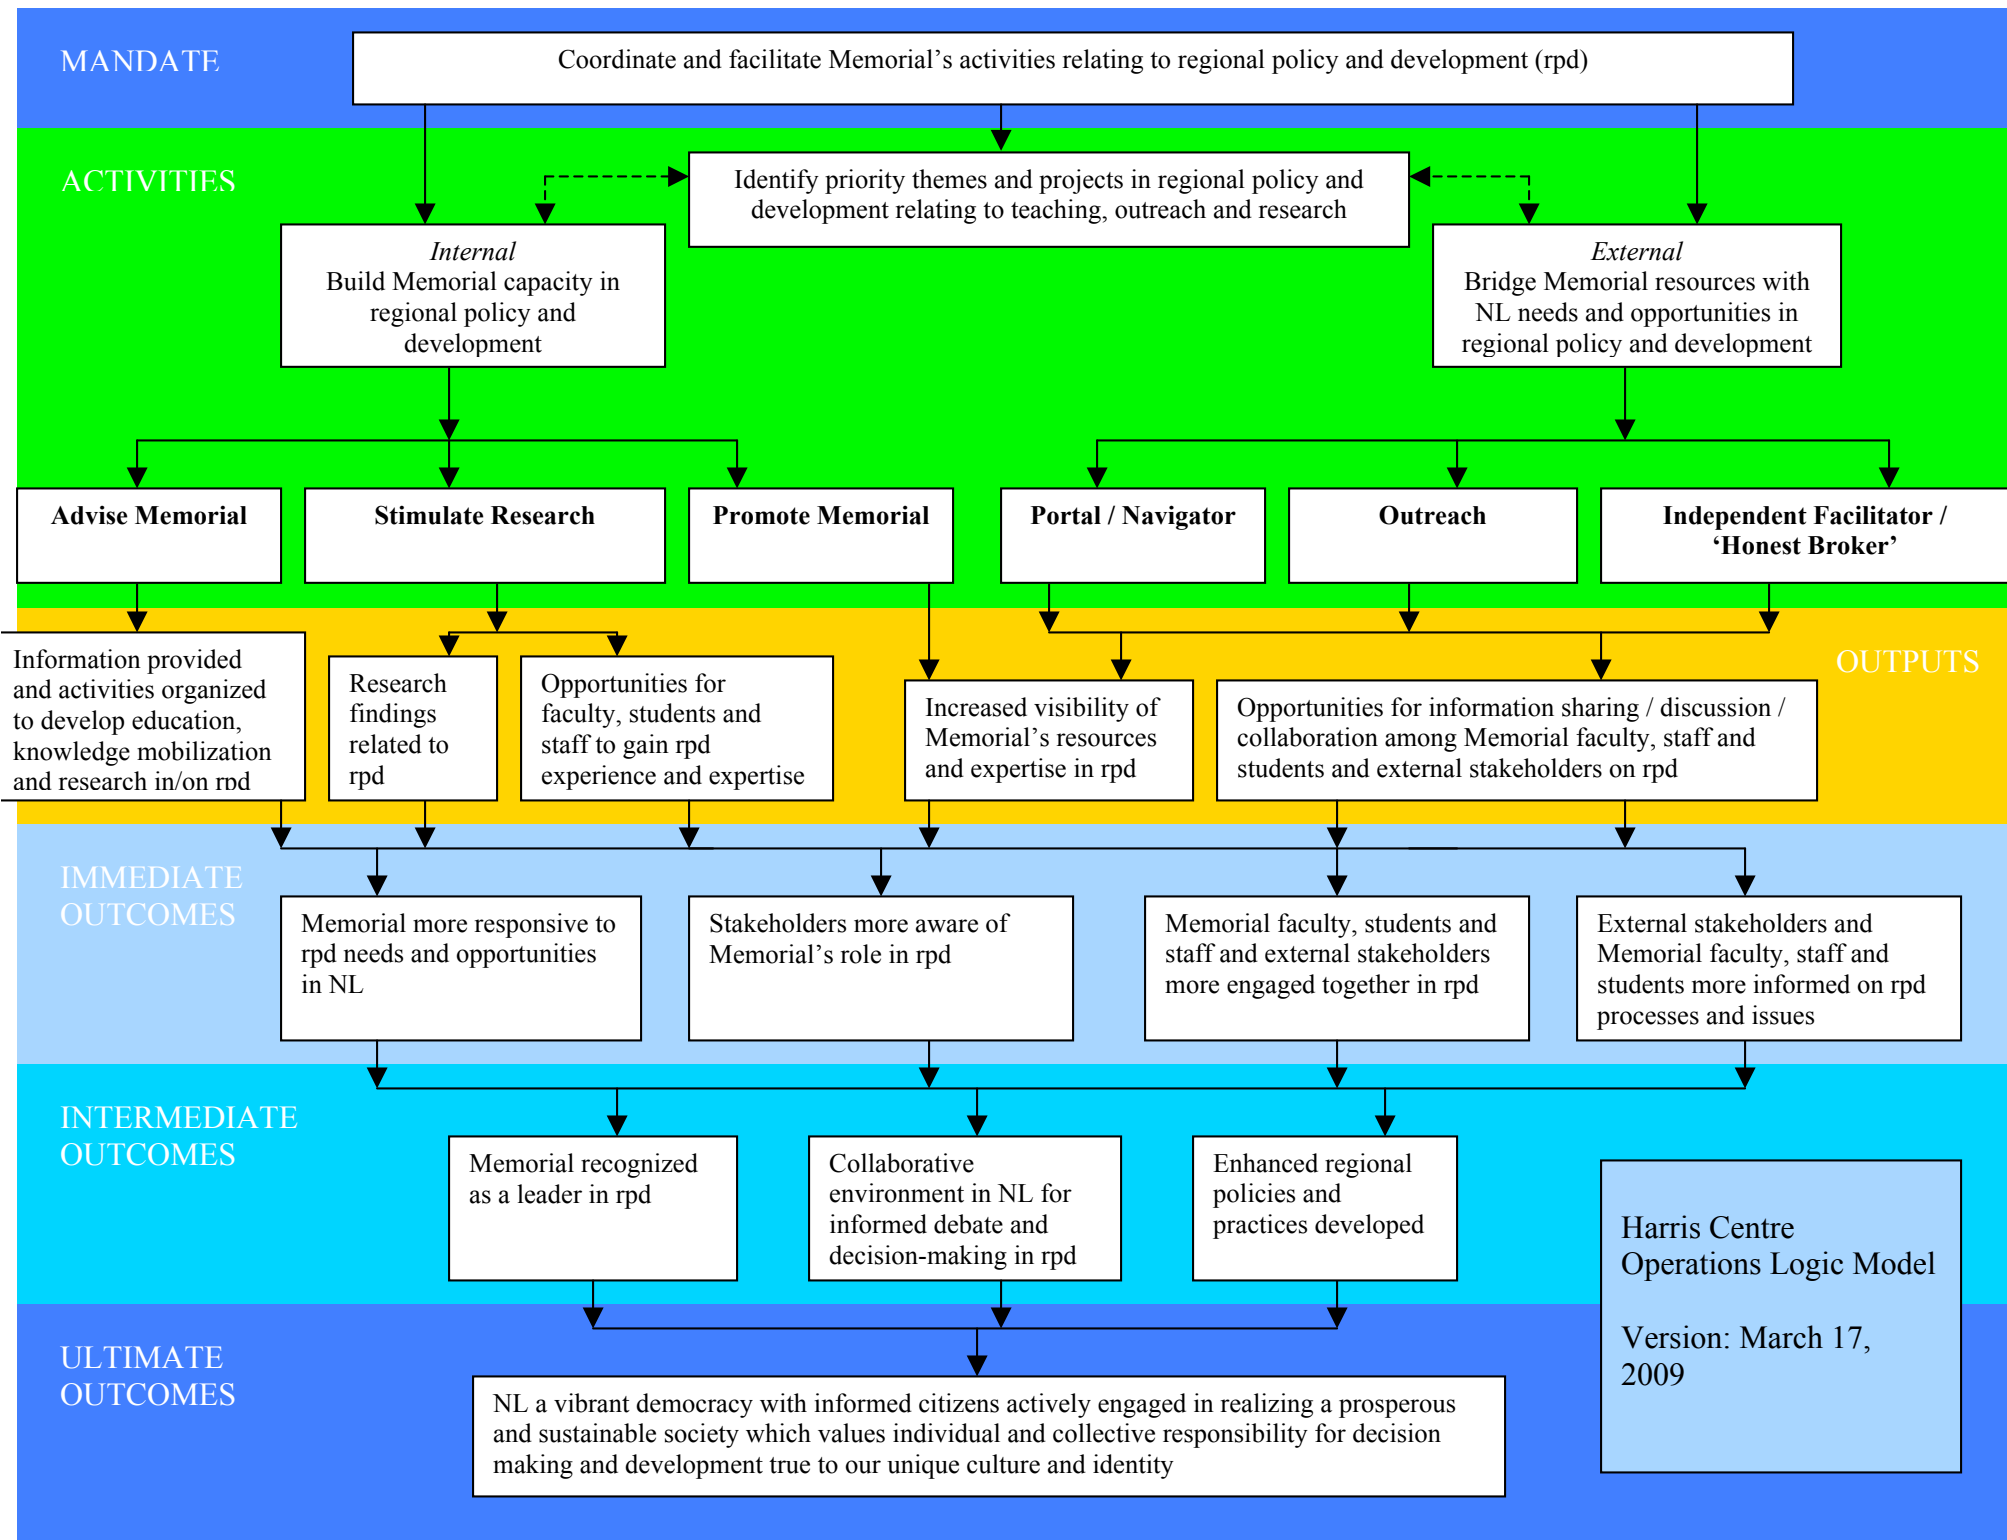 MANDATE
Coordinate and facilitate Memorial’s activities relating to regional policy and development (rpd)
ACTIVITIES
Identify priority themes and projects in regional policy and
development relating to teaching, outreach and research
Internal
Build Memorial capacity in
regional policy and
development
External
Bridge Memorial resources with
NL needs and opportunities in
regional policy and development
Advise Memorial
Stimulate Research
Promote Memorial
Portal / Navigator
Outreach
Independent Facilitator /
‘Honest Broker’
OUTPUTS
Information provided
and activities organized
to develop education,
knowledge mobilization
and research in/on rpd
Research
findings
related to
rpd
Opportunities for
faculty, students and
staff to gain rpd
experience and expertise
Increased visibility of
Memorial’s resources
and expertise in rpd
Opportunities for information sharing / discussion /
collaboration among Memorial faculty, staff and
students and external stakeholders on rpd
IMMEDIATE
OUTCOMES
Memorial more responsive to
rpd needs and opportunities
in NL
Stakeholders more aware of
Memorial’s role in rpd
Memorial faculty, students and
staff and external stakeholders
more engaged together in rpd
External stakeholders and
Memorial faculty, staff and
students more informed on rpd
processes and issues
INTERMEDIATE
OUTCOMES
Memorial recognized
as a leader in rpd
Collaborative
environment in NL for
informed debate and
decision-making in rpd
Enhanced regional
policies and
practices developed
Harris Centre
Operations Logic Model
Version: March 17,
2009
ULTIMATE
OUTCOMES
NL a vibrant democracy with informed citizens actively engaged in realizing a prosperous
and sustainable society which values individual and collective responsibility for decision
making and development true to our unique culture and identity